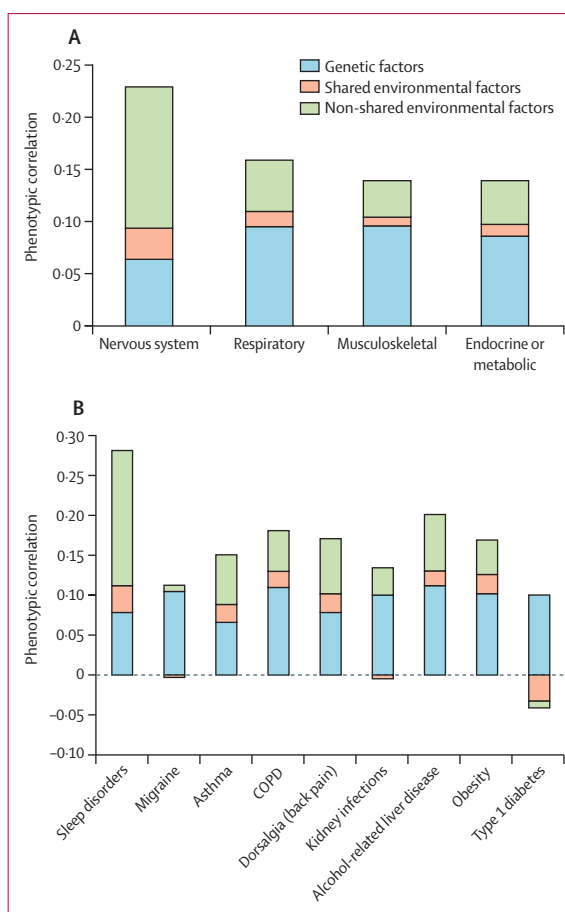 A
0·25
0·20
0·15
0·10
0·05
0
Phenotypic correlation
Genetic factors
Shared environmental factors
Non-shared environmental factors
Nervous system
Respiratory
Musculoskeletal
Endocrine or
metabolic
B
0·30
0·25
0·20
0·15
0·10
0·05
0
–0·05
–0·10
Phenotypic correlation
Sleep disorders
Migraine
Asthma
COPD
Dorsalgia (back pain)
Kidney infections
Alcohol-related liver disease
Obesity
Type 1 diabetes